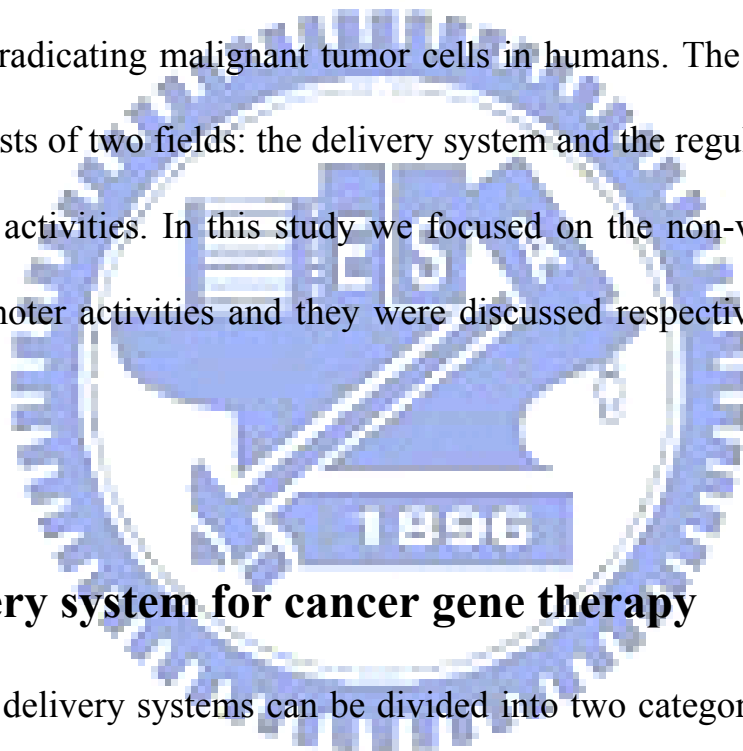 radicating malignant tumor cells in humans. The
sts of two fields: the delivery system and the regu
activities. In this study we focused on the non-v
noter activities and they were discussed respectiv
E S
1896
ery system for cancer gene therapy
delivery systems can be divided into two categor